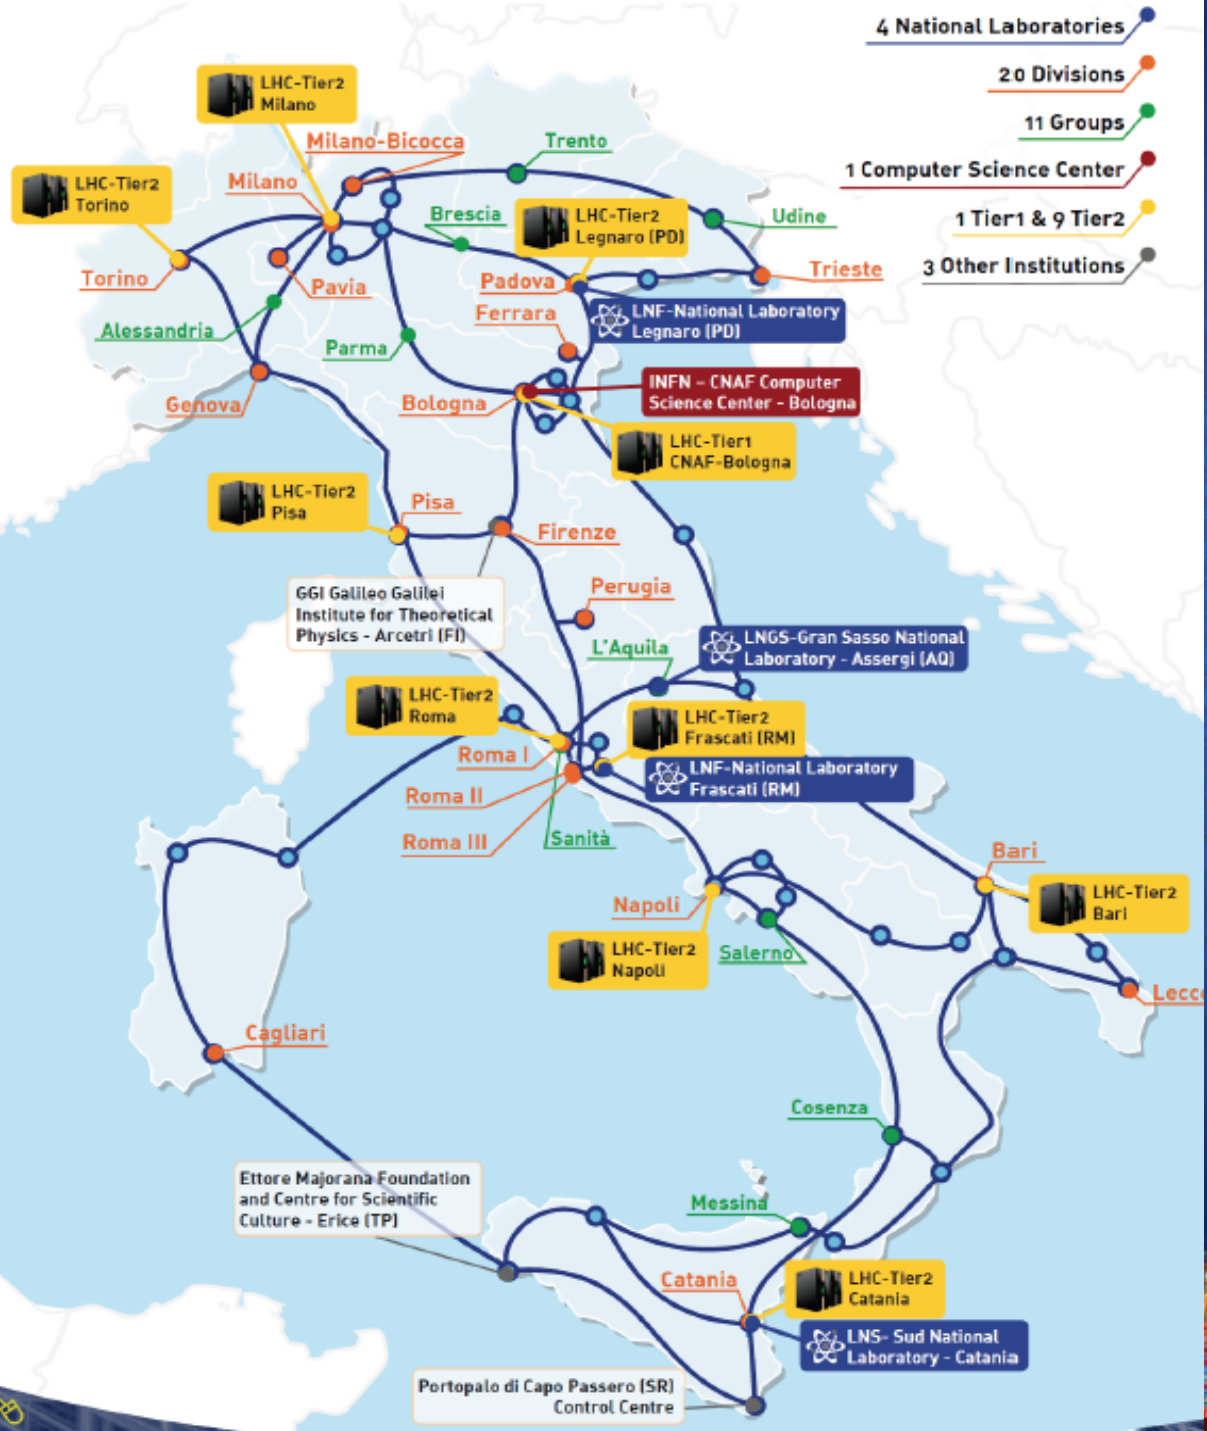 4 National Laboratories
20 Divisions
11 Groups
1 Computer Science Center
1 Tier1 & 9 Tier2
3 Other Institutions
LHC-Tier2
Milano
Milano-Bicocca
Trento
LHC-Tier2
Torino
Milano
Brescia
LHC-Tier2
Legnaro (PD)
Udine
Torino
Pavia
Padova
Trieste
Alessandria
Ferrara
LNF-National Laboratory
Legnaro (PD)
Parma
Genova
Bologna
INFN – CNAF Computer
Science Center - Bologna
LHC-Tier1
CNAF-Bologna
LHC-Tier2
Pisa
Pisa
Firenze
GGI Galileo Galilei
Institute for Theoretical
Physics - Arcetri (FI)
Perugia
L'Aquila
LNGS-Gran Sasso National
Laboratory - Assergi (AQ)
LHC-Tier2
Roma
LHC-Tier2
Frascati (RM)
Roma I
LNF-National Laboratory
Frascati (RM)
Roma II
Roma III
Sanità
Bari
LHC-Tier2
Bari
Napoli
LHC-Tier2
Napoli
Salerno
Lecce
Cagliari
Cosenza
Ettore Majorana Foundation
and Centre for Scientific
Culture - Erice (TP)
Messina
Catania
LHC-Tier2
Catania
LNS- Sud National
Laboratory - Catania
Portopalo di Capo Passero (SR)
Control Centre